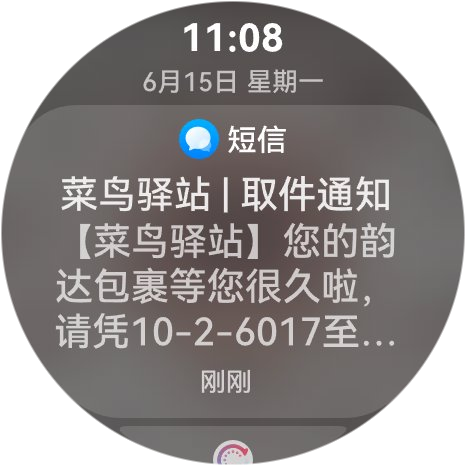 11:08
6月15日 星期一
短信
菜鸟驿站 | 取件通知
【菜鸟驿站】您的韵
达包裹等您很久啦，
请凭10-2-6017至...
刚刚